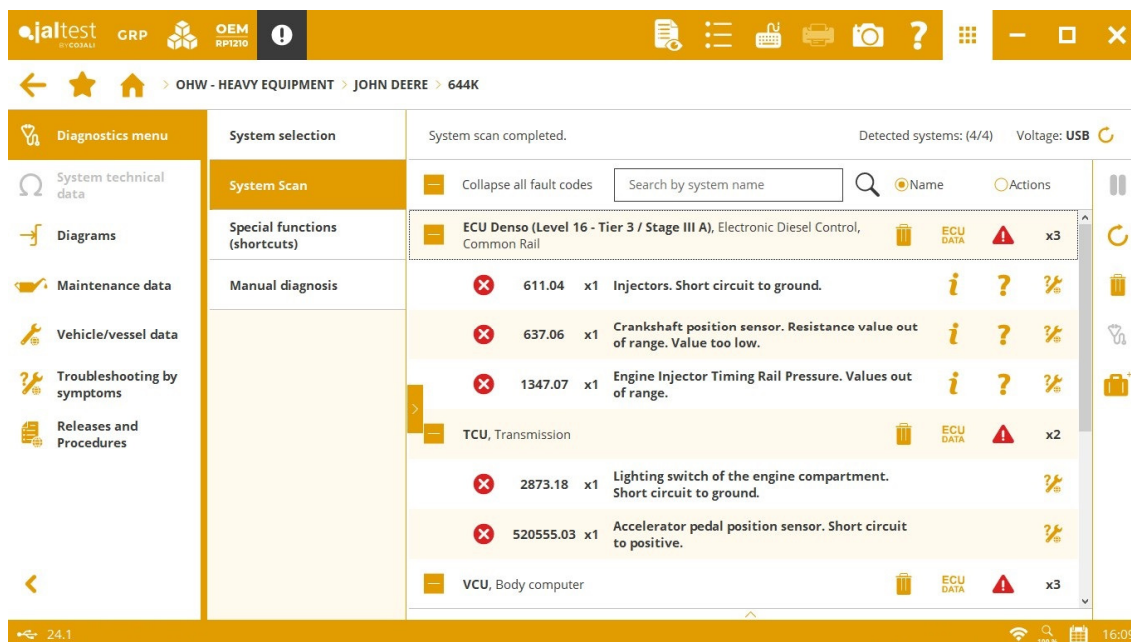 jaltest
BY COJALI
GRP
OEM
RP1210
?
> OHW - HEAVY EQUIPMENT > JOHN DEERE > 644K
Diagnostics menu
System technical
data
Diagrams
Maintenance data
Vehicle/vessel data
Troubleshooting by
symptoms
Releases and
Procedures
System selection
System Scan
Special functions
(shortcuts)
Manual diagnosis
System scan completed.
Detected systems: (4/4)
Voltage: USB
Collapse all fault codes
Search by system name
Name
Actions
ECU Denso (Level 16 - Tier 3 / Stage III A), Electronic Diesel Control,
Common Rail
ECU
DATA
x3
611.04 x1 Injectors. Short circuit to ground.
i ?
637.06 x1 Crankshaft position sensor. Resistance value out
of range. Value too low.
i ?
1347.07 x1 Engine Injector Timing Rail Pressure. Values out
of range.
i ?
TCU, Transmission
ECU
DATA
x2
2873.18 x1 Lighting switch of the engine compartment.
Short circuit to ground.
520555.03 x1 Accelerator pedal position sensor. Short circuit
to positive.
VCU, Body computer
ECU
DATA
x3
24.1
100 %